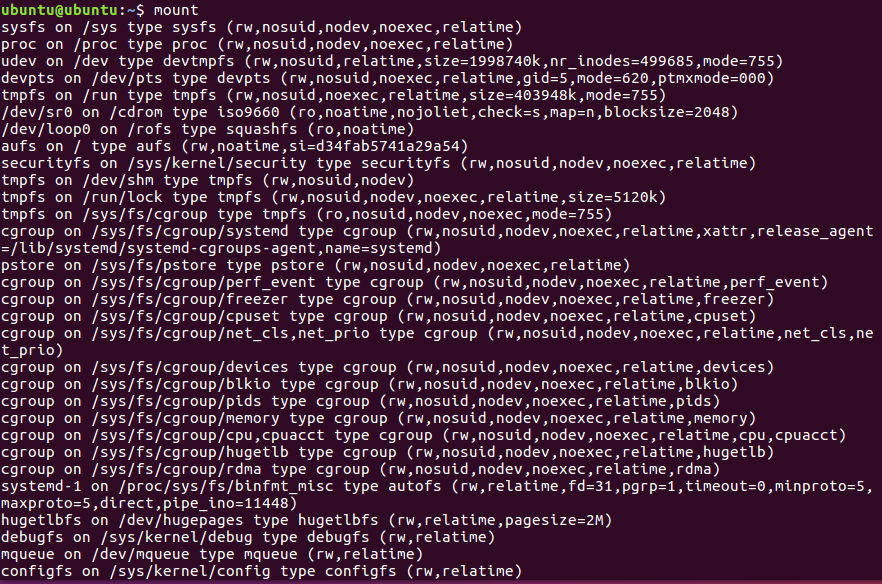 ubuntu@ubuntu:~$ mount
sysfs on /sys type sysfs (rw,nosuid,nodev,noexec,relatime)
proc on /proc type proc (rw,nosuid,nodev,noexec,relatime)
udev on /dev type devtmpfs (rw,nosuid,relatime,size=1998740k,nr_inodes=499685,mode=755)
devpts on /dev/pts type devpts (rw,nosuid,noexec,relatime,gid=5,mode=620,ptmxmode=000)
tmpfs on /run type tmpfs (rw,nosuid,noexec,relatime,size=403948k,mode=755)
/dev/sr0 on /cdrom type iso9660 (ro,noatime,nojoliet,check=s,map=n,blocksize=2048)
/dev/loop0 on /rofs type squashfs (ro,noatime)
aufs on / type aufs (rw,noatime,si=d34fab5741a29a54)
securityfs on /sys/kernel/security type securityfs (rw,nosuid,nodev,noexec,relatime)
tmpfs on /dev/shm type tmpfs (rw,nosuid,nodev)
tmpfs on /run/lock type tmpfs (rw,nosuid,nodev,noexec,relatime,size=5120k)
tmpfs on /sys/fs/cgroup type tmpfs (ro,nosuid,nodev,noexec,mode=755)
cgroup on /sys/fs/cgroup/systemd type cgroup (rw,nosuid,nodev,noexec,relatime,xattr,release_agent
=/lib/systemd/systemd-cgroups-agent,name=systemd)
pstore on /sys/fs/pstore type pstore (rw,nosuid,nodev,noexec,relatime)
cgroup on /sys/fs/cgroup/perf_event type cgroup (rw,nosuid,nodev,noexec,relatime,perf_event)
cgroup on /sys/fs/cgroup/freezer type cgroup (rw,nosuid,nodev,noexec,relatime,freezer)
cgroup on /sys/fs/cgroup/cpuset type cgroup (rw,nosuid,nodev,noexec,relatime,cpuset)
cgroup on /sys/fs/cgroup/net_cls,net_prio type cgroup (rw,nosuid,nodev,noexec,relatime,net_cls,ne
t_prio)
cgroup on /sys/fs/cgroup/devices type cgroup (rw,nosuid,nodev,noexec,relatime,devices)
cgroup on /sys/fs/cgroup/blkio type cgroup (rw,nosuid,nodev,noexec,relatime,blkio)
cgroup on /sys/fs/cgroup/pids type cgroup (rw,nosuid,nodev,noexec,relatime,pids)
cgroup on /sys/fs/cgroup/memory type cgroup (rw,nosuid,nodev,noexec,relatime,memory)
cgroup on /sys/fs/cgroup/cpu,cpuacct type cgroup (rw,nosuid,nodev,noexec,relatime,cpu,cpuacct)
cgroup on /sys/fs/cgroup/hugetlb type cgroup (rw,nosuid,nodev,noexec,relatime,hugetlb)
cgroup on /sys/fs/cgroup/rdma type cgroup (rw,nosuid,nodev,noexec,relatime,rdma)
systemd-1 on /proc/sys/fs/binfmt_misc type autofs (rw,relatime,fd=31,pgrp=1,timeout=0,minproto=5,
maxproto=5,direct,pipe_ino=11448)
hugetlbfs on /dev/hugepages type hugetlbfs (rw,relatime,pagesize=2M)
debugfs on /sys/kernel/debug type debugfs (rw,relatime)
mqueue on /dev/mqueue type mqueue (rw,relatime)
configfs on /sys/kernel/config type configfs (rw,relatime)